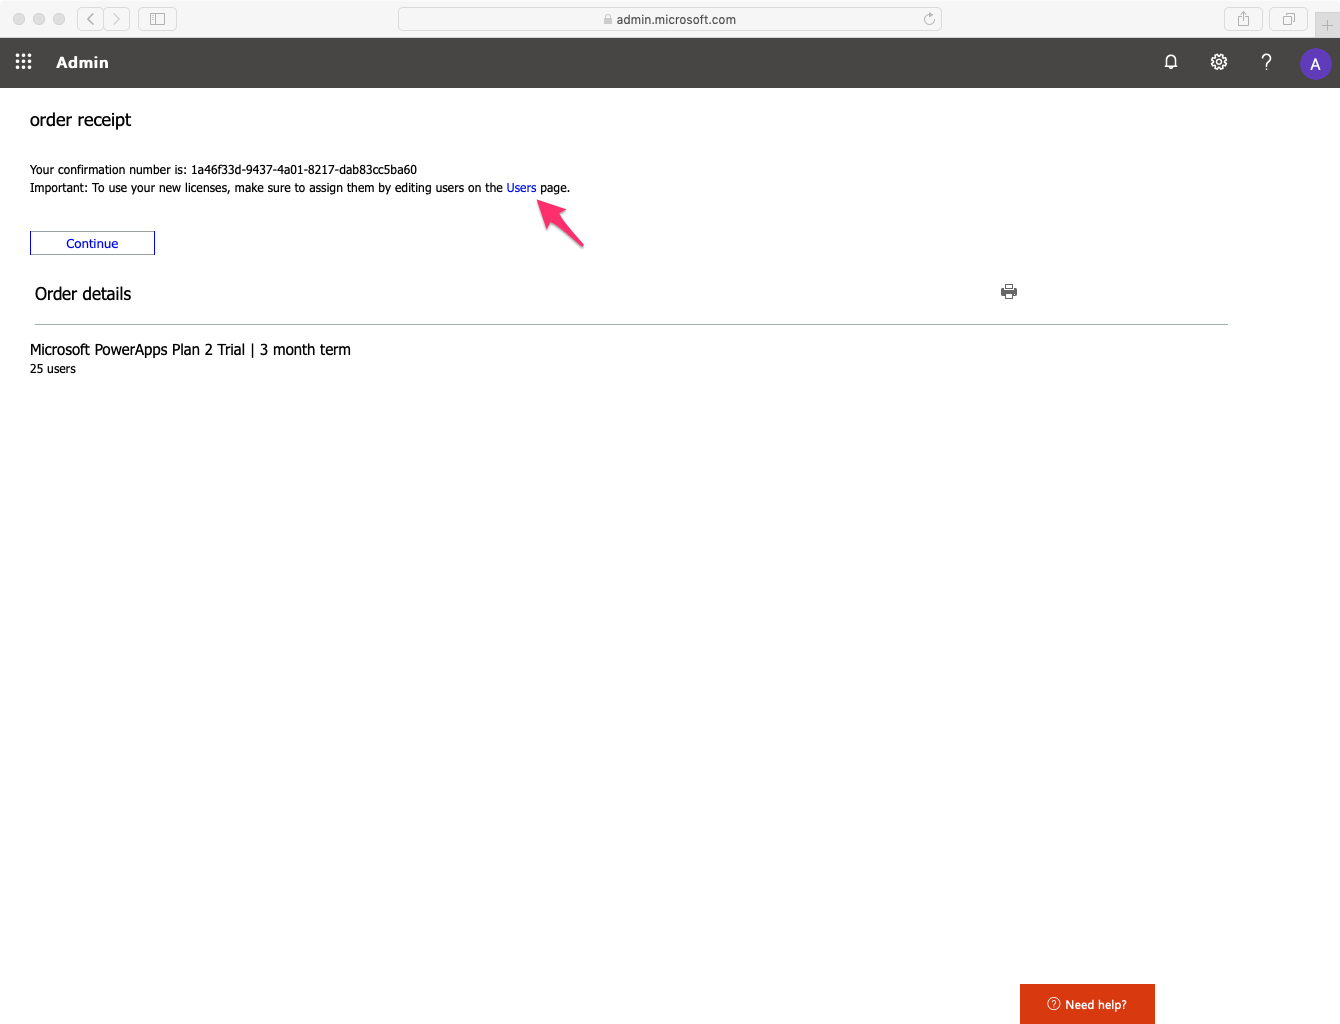 admin.microsoft.com
Admin
A
order receipt
Your confirmation number is: 1a46f33d-9437-4a01-8217-dab83cc5ba60
Important: To use your new licenses, make sure to assign them by editing users on the Users page.
Continue
Order details
Microsoft PowerApps Plan 2 Trial | 3 month term
25 users
Need help?